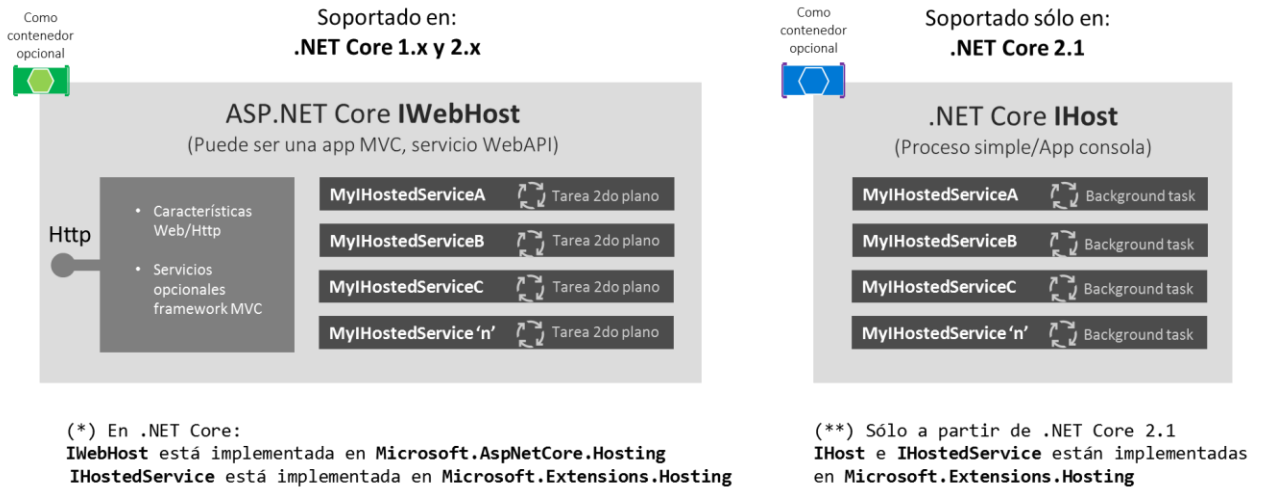 Como
contenedor
opcional
Soportado en:
.NET Core 1.x y 2.x
ASP.NET Core IWebHost
(Puede ser una app MVC, servicio WebAPI)
Http
• Características
Web/Http
• Servicios
opcionales
framework MVC
MyIHostedServiceA Tarea 2do plano
MyIHostedServiceB Tarea 2do plano
MyIHostedServiceC Tarea 2do plano
MyIHostedService ‘n’ Tarea 2do plano
(*) En .NET Core:
IWebHost está implementada en Microsoft.AspNetCore.Hosting
IHostedService está implementada en Microsoft.Extensions.Hosting
Como
contenedor
opcional
Soportado sólo en:
.NET Core 2.1
.NET Core IHost
(Proceso simple/App consola)
MyIHostedServiceA Background task
MyIHostedServiceB Background task
MyIHostedServiceC Background task
MyIHostedService ‘n’ Background task
(**) Sólo a partir de .NET Core 2.1
IHost e IHostedService están implementadas
en Microsoft.Extensions.Hosting